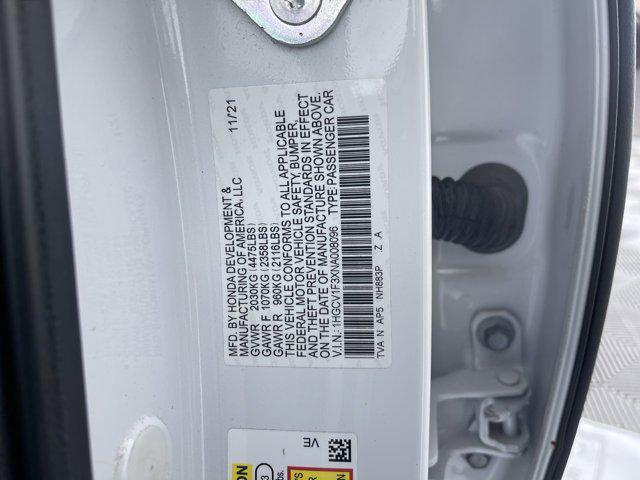 MFD. BY HONDA DEVELOPMENT &
MANUFACTURING OF AMERICA, LLC 11/21
GVWR 2030KG(4475LBS)
GAWR F 1070KG(2358LBS)
GAWR R 960KG(2116LBS)
THIS VEHICLE CONFORMS TO ALL APPLICABLE
FEDERAL MOTOR VEHICLE SAFETY, BUMPER,
AND THEFT PREVENTION STANDARDS IN EFFECT
ON THE DATE OF MANUFACTURE SHOWN ABOVE.
V.I.N.: 1HGCV1F3XNA008096 TYPE:PASSENGER CAR
TVA N AP5 NH883P Z A
VE